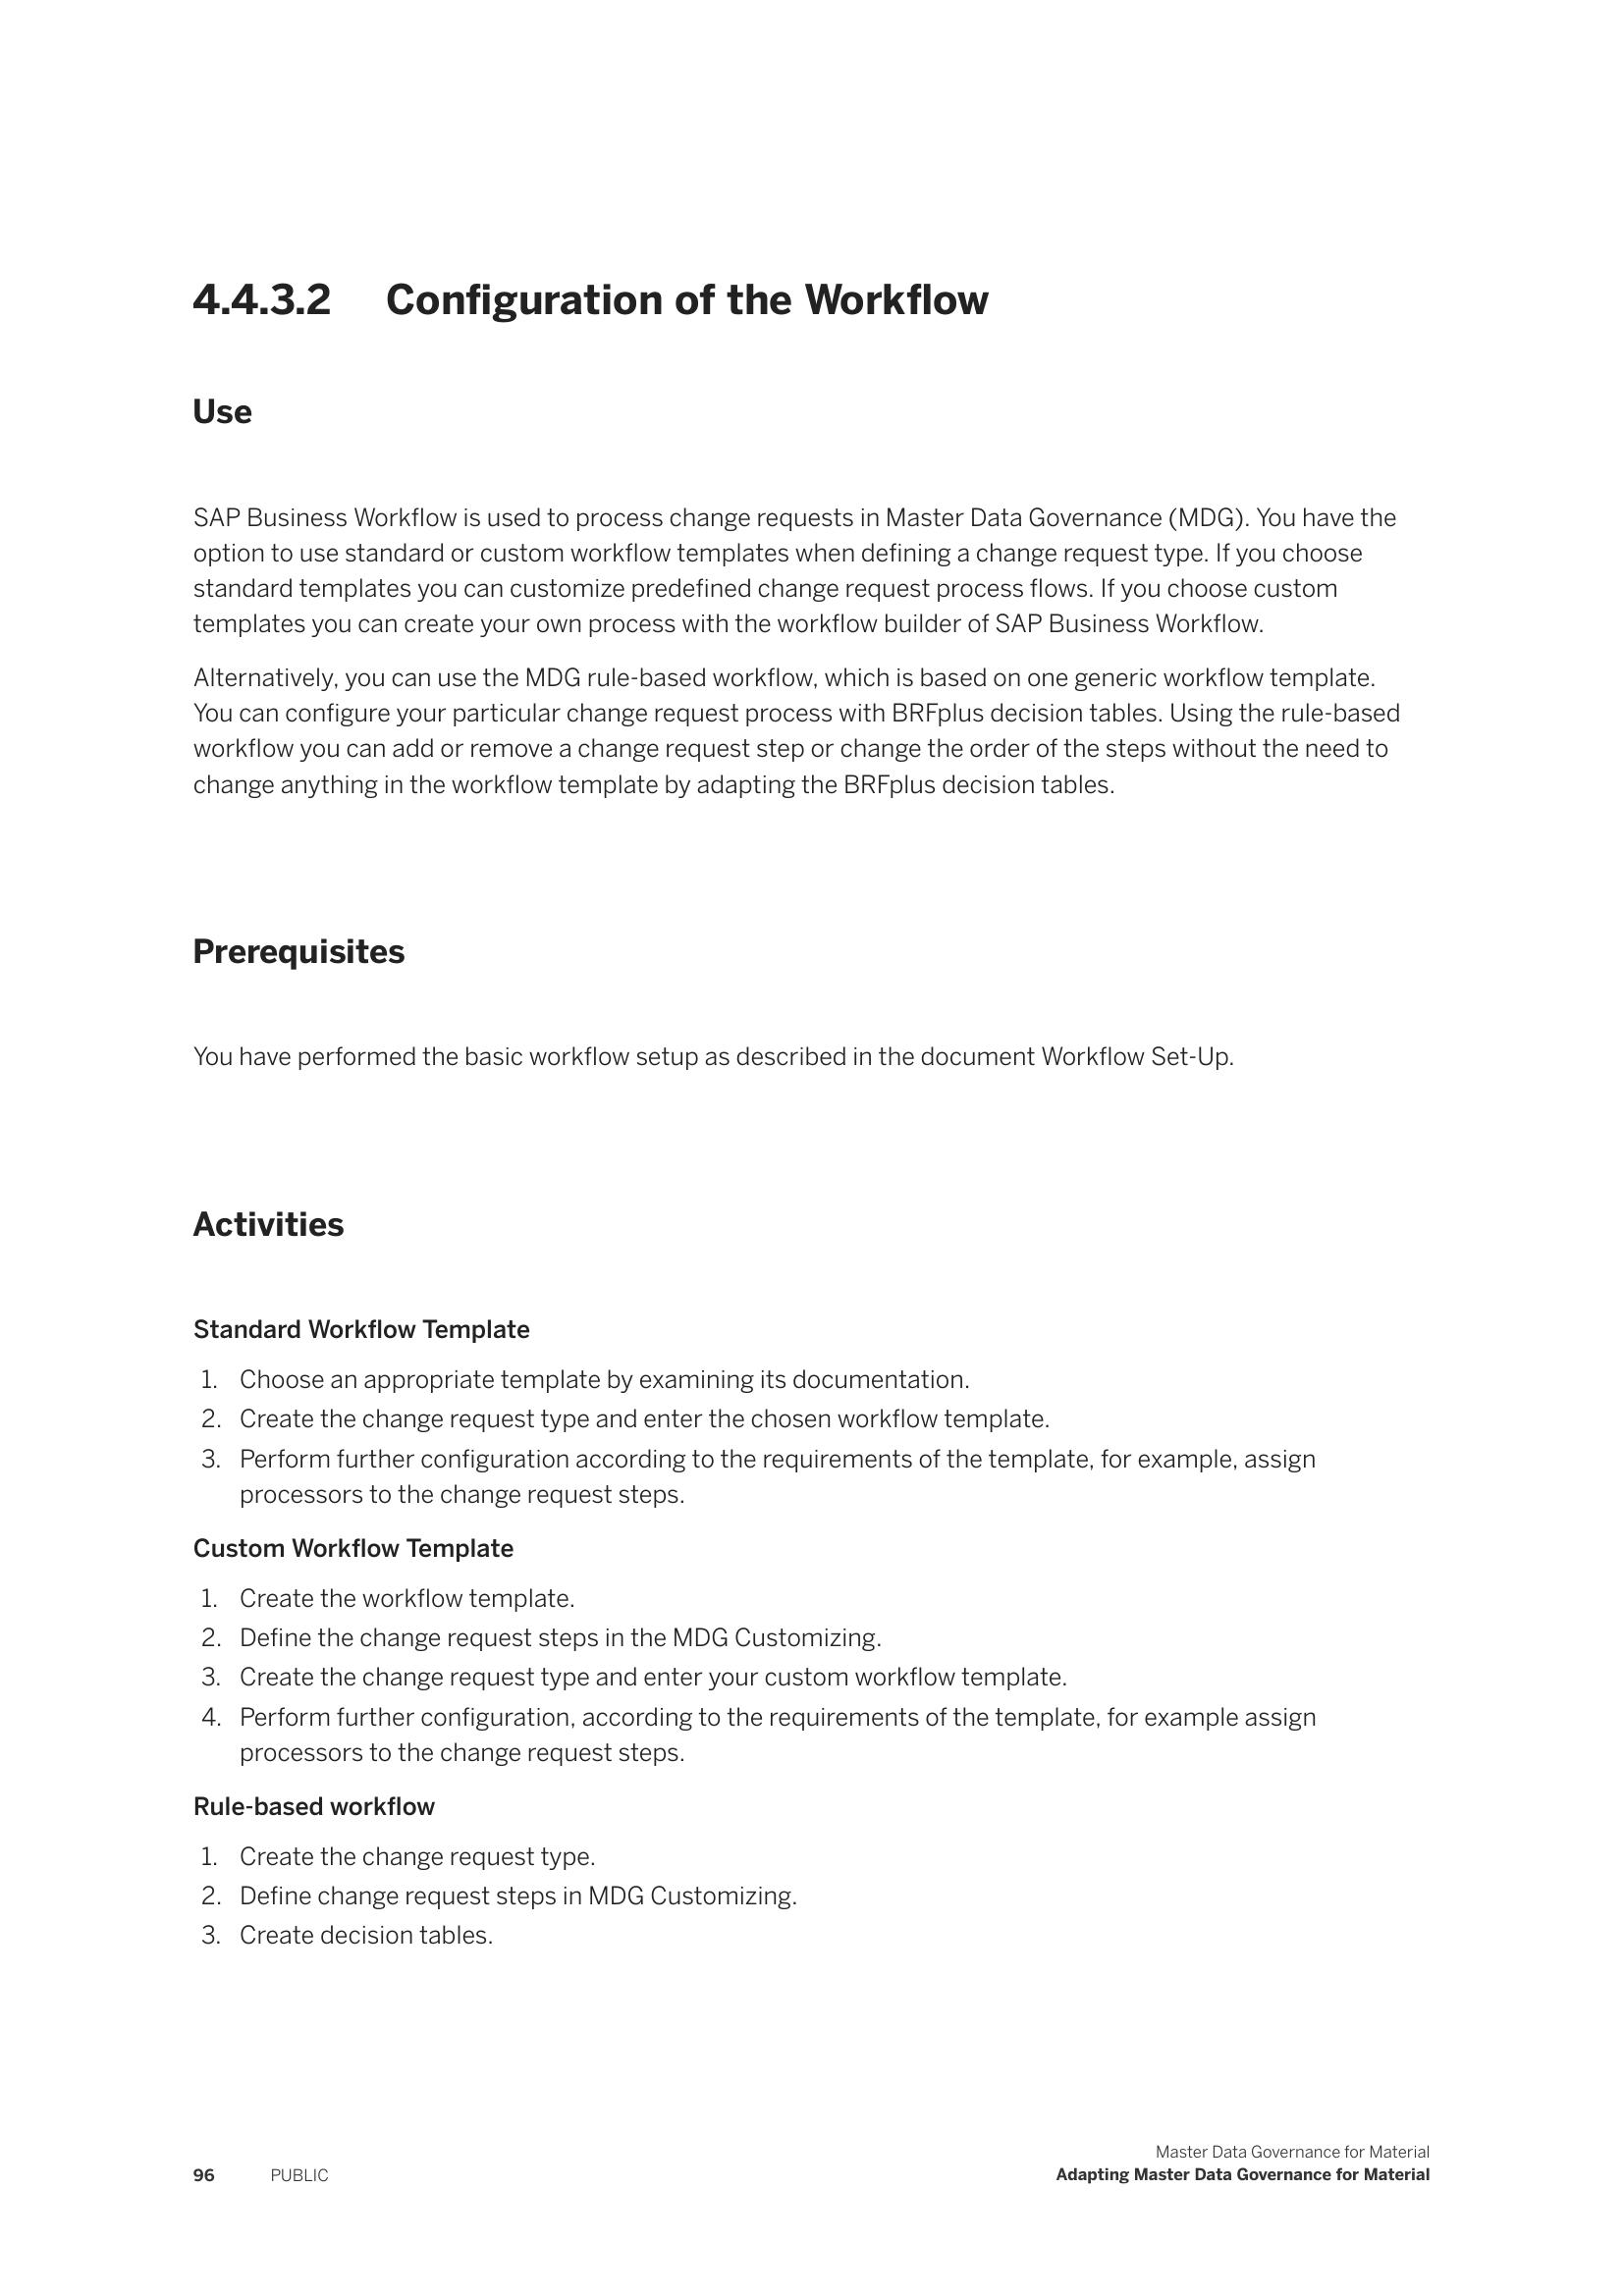 4.4.3.2 Configuration of the Workflow
Use
SAP Business Workflow is used to process change requests in Master Data Governance (MDG). You have the
option to use standard or custom workflow templates when defining a change request type. If you choose
standard templates you can customize predefined change request process flows. If you choose custom
templates you can create your own process with the workflow builder of SAP Business Workflow.
Alternatively, you can use the MDG rule-based workflow, which is based on one generic workflow template.
You can configure your particular change request process with BRFplus decision tables. Using the rule-based
workflow you can add or remove a change request step or change the order of the steps without the need to
change anything in the workflow template by adapting the BRFplus decision tables.
Prerequisites
You have performed the basic workflow setup as described in the document Workflow Set-Up.
Activities
Standard Workflow Template
1. Choose an appropriate template by examining its documentation.
2. Create the change request type and enter the chosen workflow template.
3. Perform further configuration according to the requirements of the template, for example, assign
processors to the change request steps.
Custom Workflow Template
1. Create the workflow template.
2. Define the change request steps in the MDG Customizing.
3. Create the change request type and enter your custom workflow template.
4. Perform further configuration, according to the requirements of the template, for example assign
processors to the change request steps.
Rule-based workflow
1. Create the change request type.
2. Define change request steps in MDG Customizing.
3. Create decision tables.
Master Data Governance for Material
96 PUBLIC Adapting Master Data Governance for Material